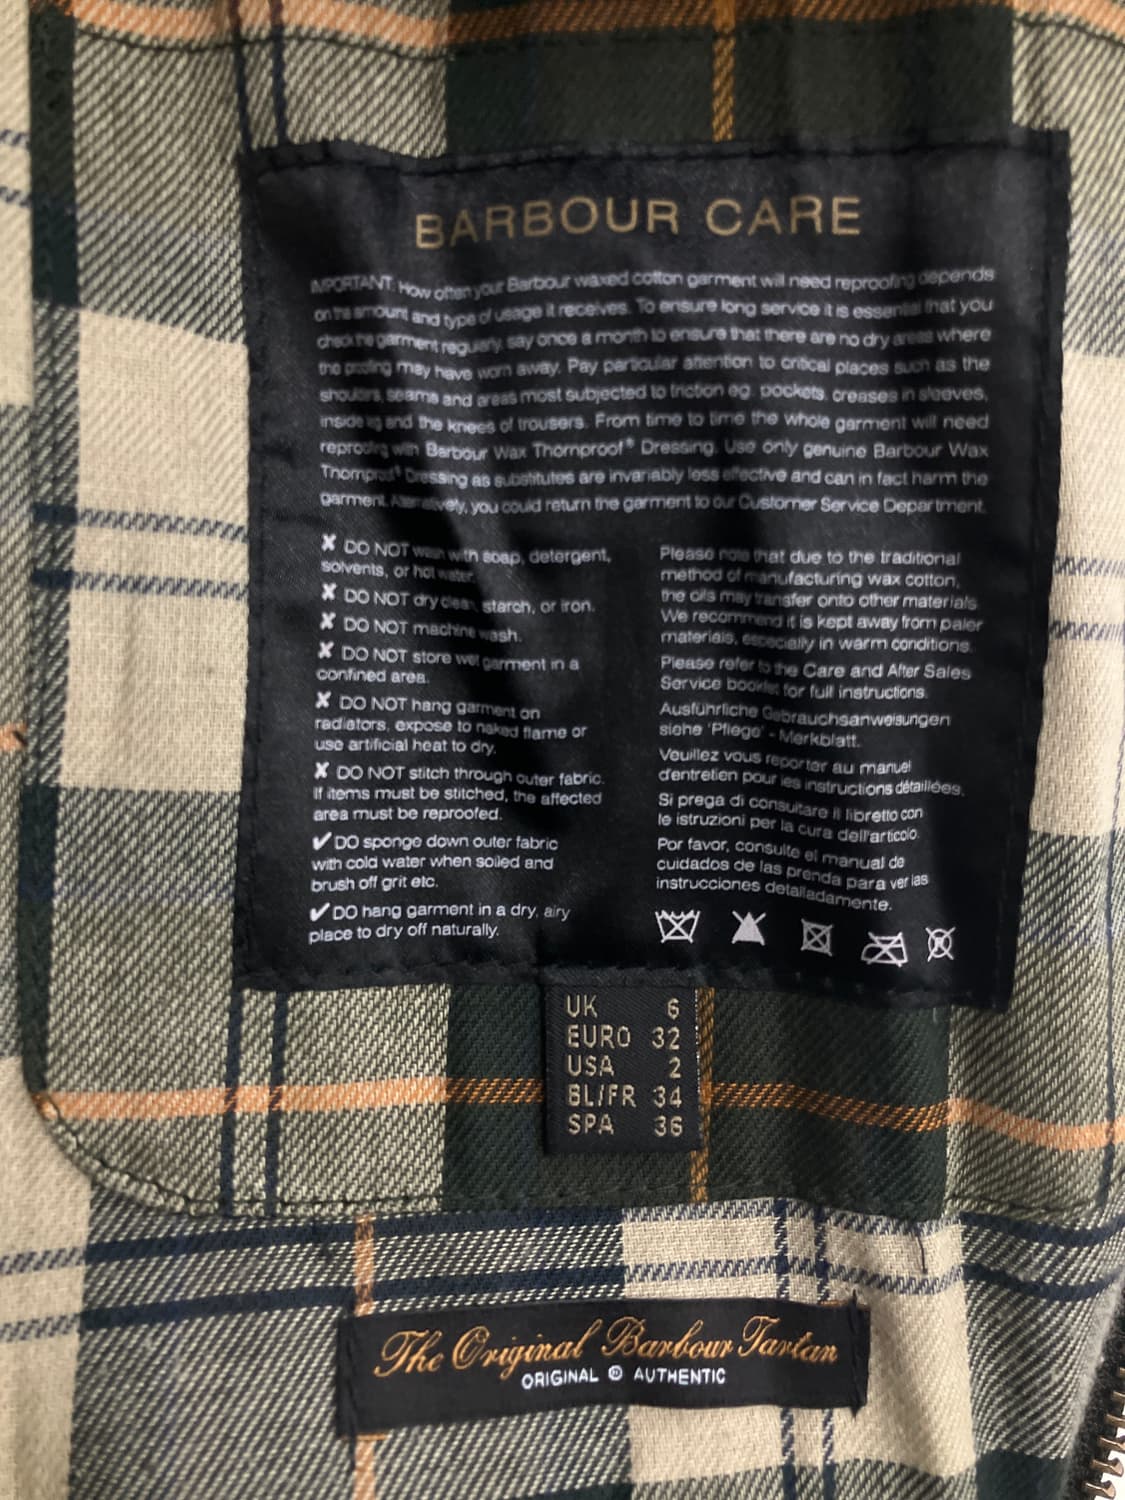 BARBOUR CARE
IMPORTANT: How often your Barbour waxed cotton garment will need reproofing depends
on the amount and type of usage it receives. To ensure long service it is essential that you
check the garment regularly, say once a month to ensure that there are no dry areas where
the proofing may have worn away. Pay particular attention to critical places such as the
shoulders, seams and areas most subjected to friction eg. pockets, creases in sleeves,
inside leg and the knees of trousers. From time to time the whole garment will need
reproofing with Barbour Wax Thornproof® Dressing. Use only genuine Barbour Wax
Thornproof® Dressing as substitutes are invariably less effective and can in fact harm the
garment. Alternatively, you could return the garment to our Customer Service Department.
✘ DO NOT wash with soap, detergent,
solvents, or hot water.
✘ DO NOT dry clean, starch, or iron.
✘ DO NOT machine wash.
✘ DO NOT store wet garment in a
confined area.
✘ DO NOT hang garment on
radiators, expose to naked flame or
use artificial heat to dry.
✘ DO NOT stitch through outer fabric.
If items must be stitched, the affected
area must be reproofed.
✔ DO sponge down outer fabric
with cold water when soiled and
brush off grit etc.
✔ DO hang garment in a dry, airy
place to dry off naturally.
Please note that due to the traditional
method of manufacturing wax cotton,
the oils may transfer onto other materials.
We recommend it is kept away from paler
materials, especially in warm conditions.
Please refer to the Care and After Sales
Service booklet for full instructions.
Ausführliche Gebrauchsanweisungen
siehe 'Pflege' - Merkblatt.
Veuillez vous reporter au manuel
d'entretien pour les instructions détaillées.
Si prega di consultare il libretto con
le istruzioni per la cura dell'articolo.
Por favor, consulte el manual de
cuidados de las prenda para ver las
instrucciones detalladamente.
UK 6
EURO 32
USA 2
BL/FR 34
SPA 36
The Original Barbour Tartan
ORIGINAL © AUTHENTIC